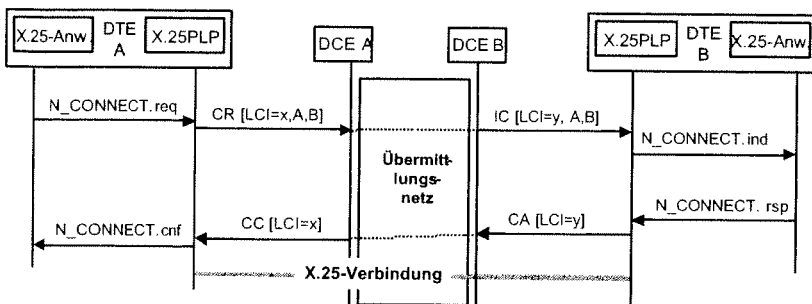 X.25-Anw DTE A X.25PLP
DCE A
DCE B
X.25PLP DTE B X.25-Anw
N_CONNECT.req
CR [LCI=x,A,B]
IC [LCI=y, A,B]
N_CONNECT.ind
Übermitt-
lungs-
netz
N_CONNECT. rsp
CA [LCI=y]
CC [LCI=x]
N_CONNECT.cnf
X.25-Verbindung